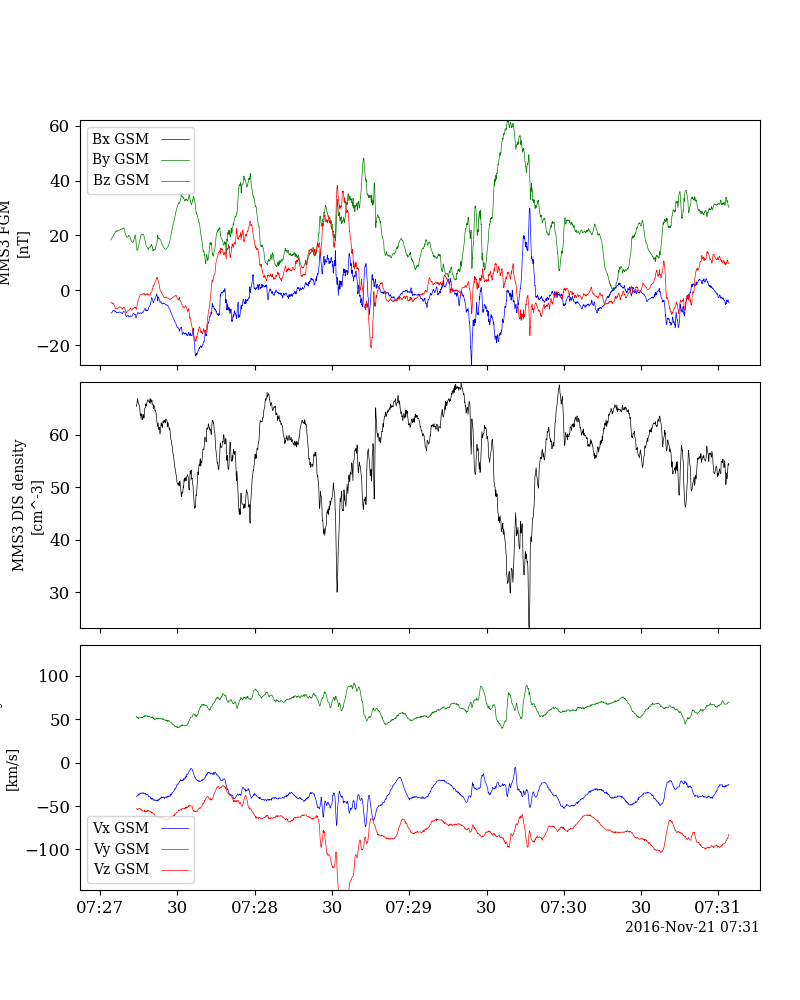 60
40
20
0
−20
MMS3 FGM
[nT]
Bx GSM
By GSM
Bz GSM
60
50
40
30
MMS3 DIS density
[cm^-3]
100
50
0
−50
−100
[km/s]
Vx GSM
Vy GSM
Vz GSM
07:27 30 07:28 30 07:29 30 07:30 30 07:31
2016-Nov-21 07:31